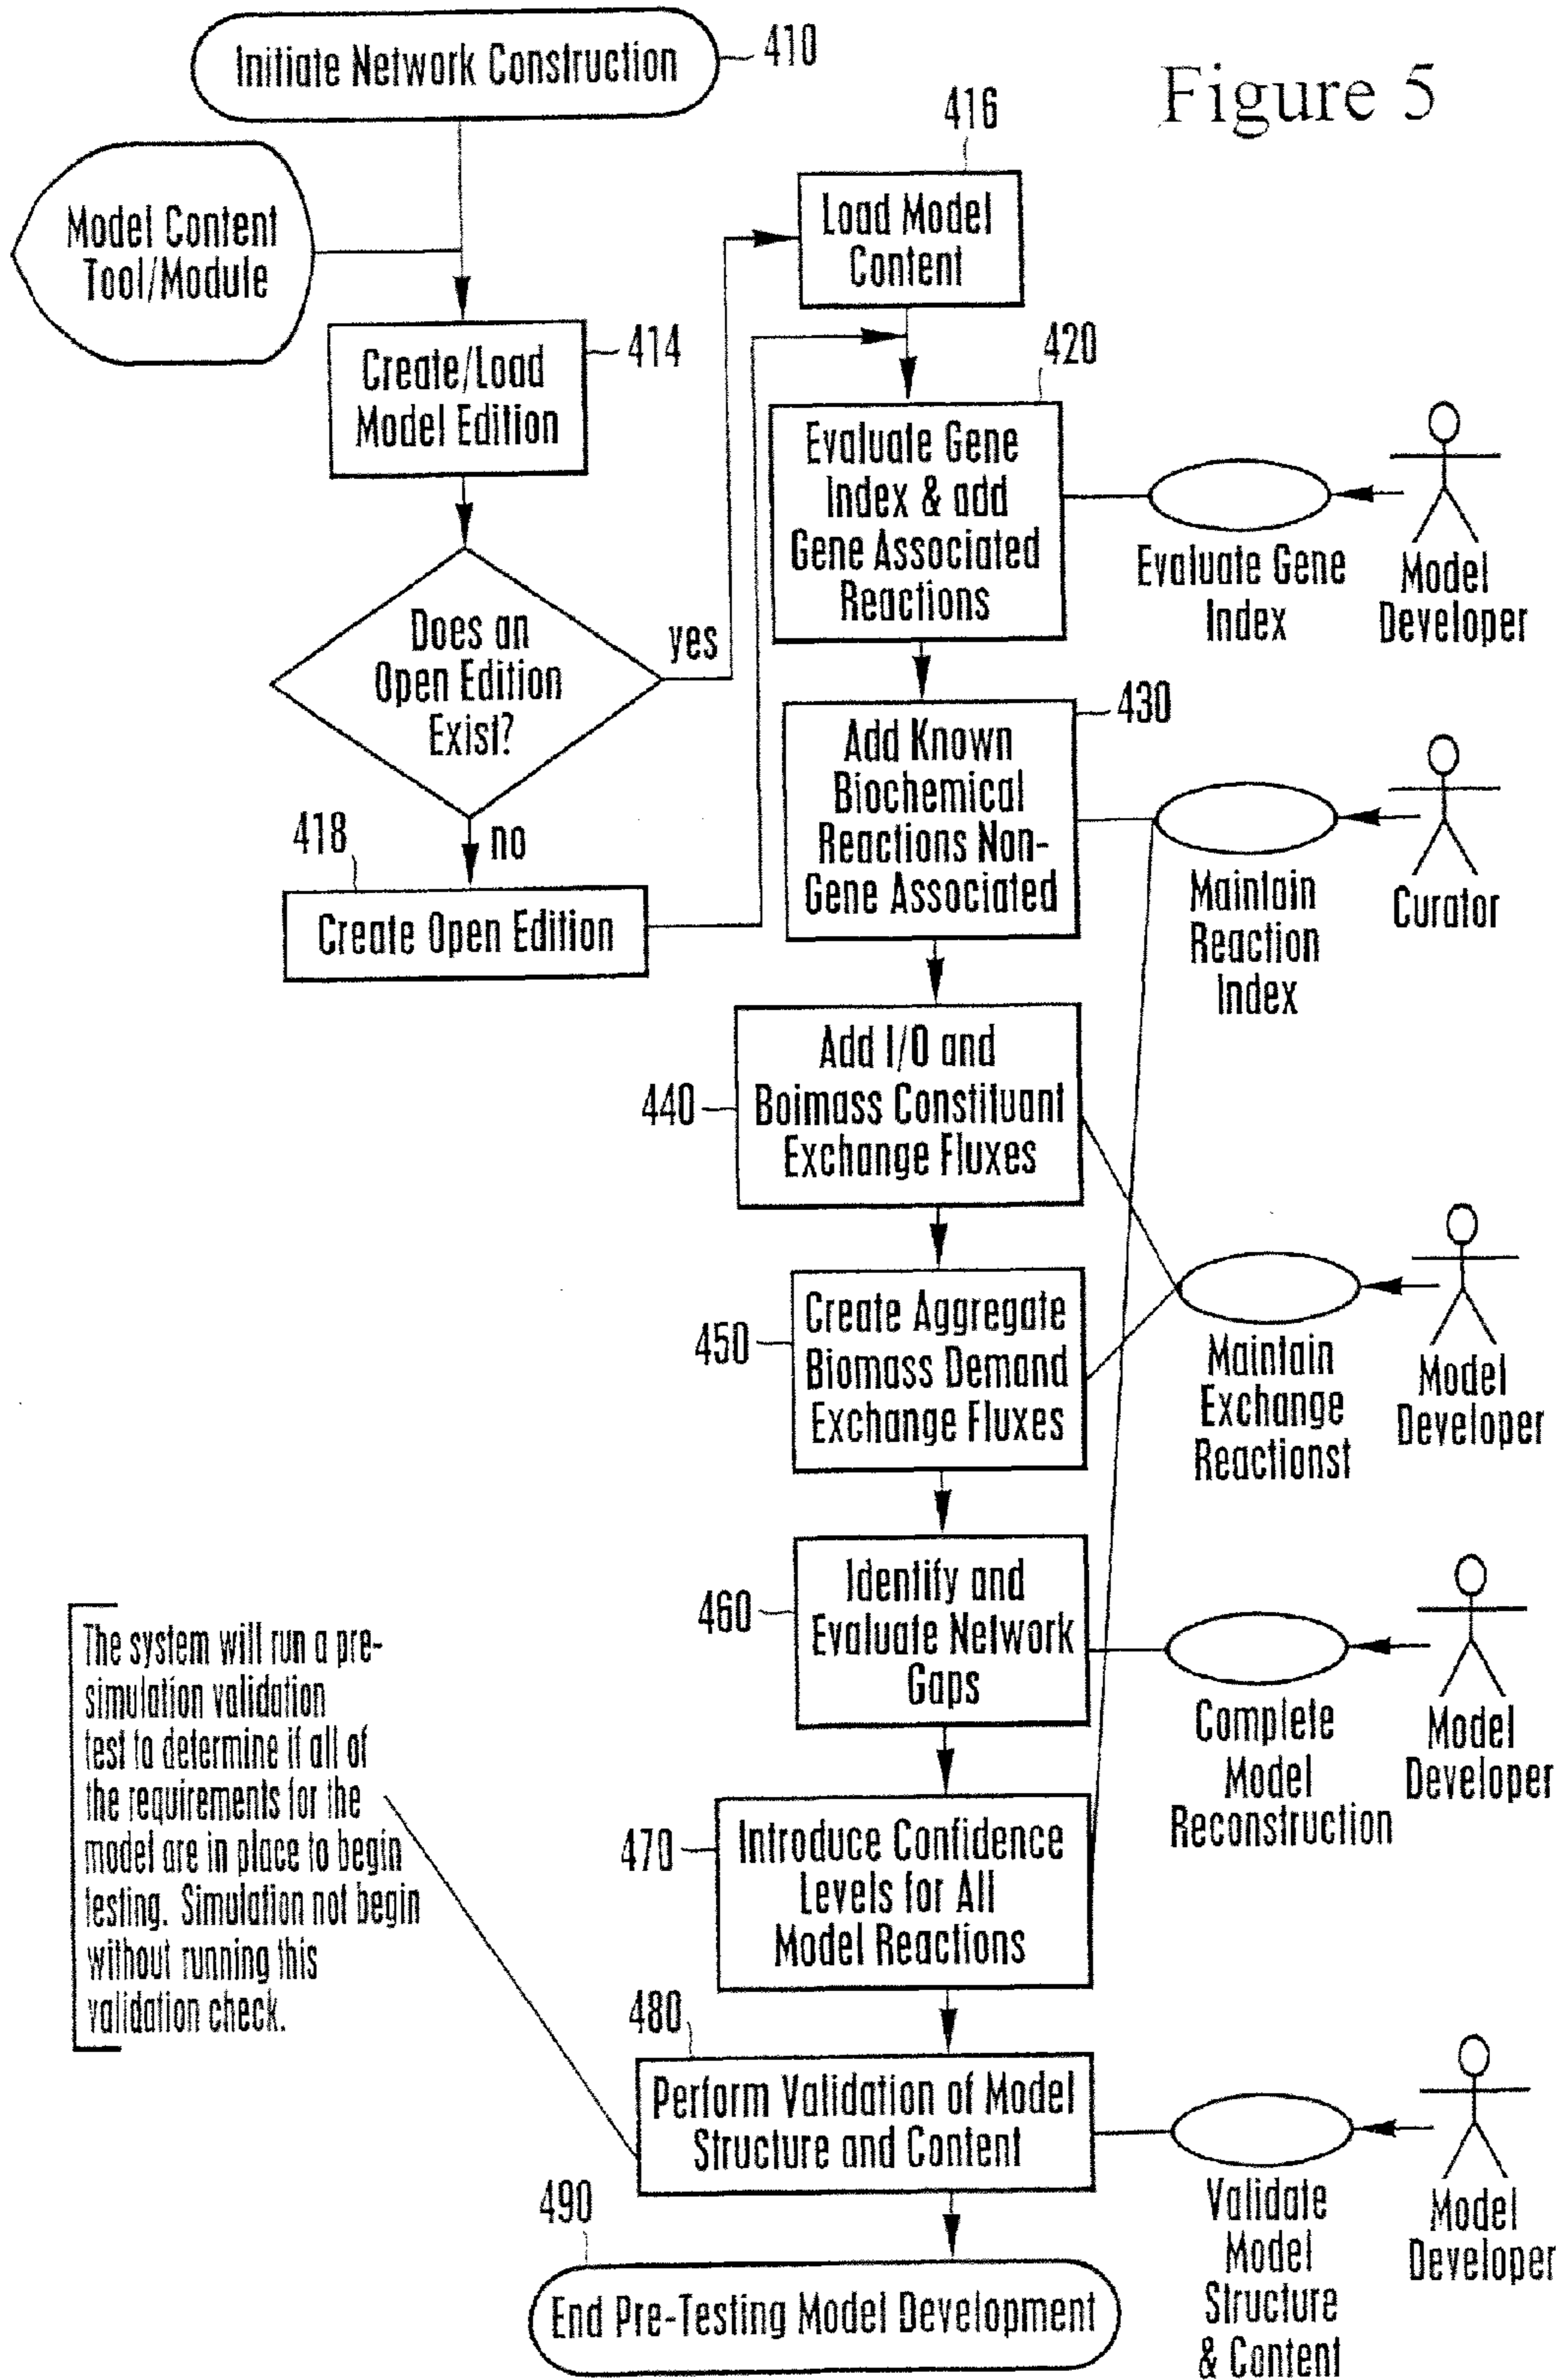 Figure 5
Initiate Network Construction
410
Model Content
Tool/Module
Create/Load
Model Edition
414
Does an
Open Edition
Exist?
yes
no
418
Create Open Edition
416
Load Model
Content
420
Evaluate Gene
Index & add
Gene Associated
Reactions
Evaluate Gene
Index
Model
Developer
430
Add Known
Biochemical
Reactions Non-
Gene Associated
Maintain
Reaction
Index
Curator
440
Add I/O and
Boimass Constituant
Exchange Fluxes
450
Create Aggregate
Biomass Demand
Exchange Fluxes
Maintain
Exchange
Reactionst
Model
Developer
460
Identify and
Evaluate Network
Gaps
Complete
Model
Reconstruction
Model
Developer
470
Introduce Confidence
Levels for All
Model Reactions
The system will run a pre-
simulation validation
test to determine if all of
the requirements for the
model are in place to begin
testing. Simulation not begin
without running this
validation check.
480
Perform Validation of Model
Structure and Content
Validate
Model
Structure
& Content
Model
Developer
490
End Pre-Testing Model Development